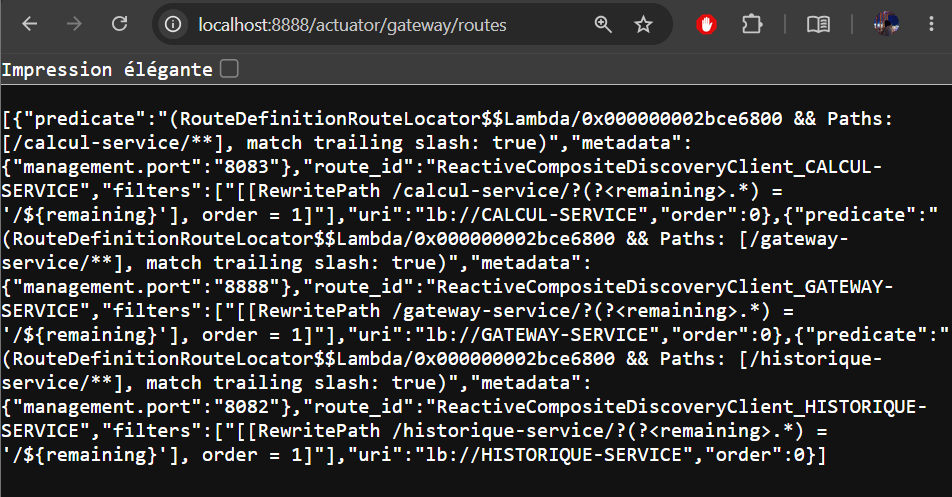 localhost:8888/actuator/gateway/routes
Impression élégante
[{"predicate":"(RouteDefinitionRouteLocator$$Lambda/0x000000002bce6800 && Paths:
[/calcul-service/**], match trailing slash: true)","metadata":
{"management.port":"8083"},"route_id":"ReactiveCompositeDiscoveryClient_CALCUL-
SERVICE","filters":["[[RewritePath /calcul-service/?(?<remaining>.*) =
'/${remaining}'], order = 1]"],"uri":"lb://CALCUL-SERVICE","order":0},{"predicate":"
(RouteDefinitionRouteLocator$$Lambda/0x000000002bce6800 && Paths: [/gateway-
service/**], match trailing slash: true)","metadata":
{"management.port":"8888"},"route_id":"ReactiveCompositeDiscoveryClient_GATEWAY-
SERVICE","filters":["[[RewritePath /gateway-service/?(?<remaining>.*) =
'/${remaining}'], order = 1]"],"uri":"lb://GATEWAY-SERVICE","order":0},{"predicate":"
(RouteDefinitionRouteLocator$$Lambda/0x000000002bce6800 && Paths: [/historique-
service/**], match trailing slash: true)","metadata":
{"management.port":"8082"},"route_id":"ReactiveCompositeDiscoveryClient_HISTORIQUE-
SERVICE","filters":["[[RewritePath /historique-service/?(?<remaining>.*) =
'/${remaining}'], order = 1]"],"uri":"lb://HISTORIQUE-SERVICE","order":0}]